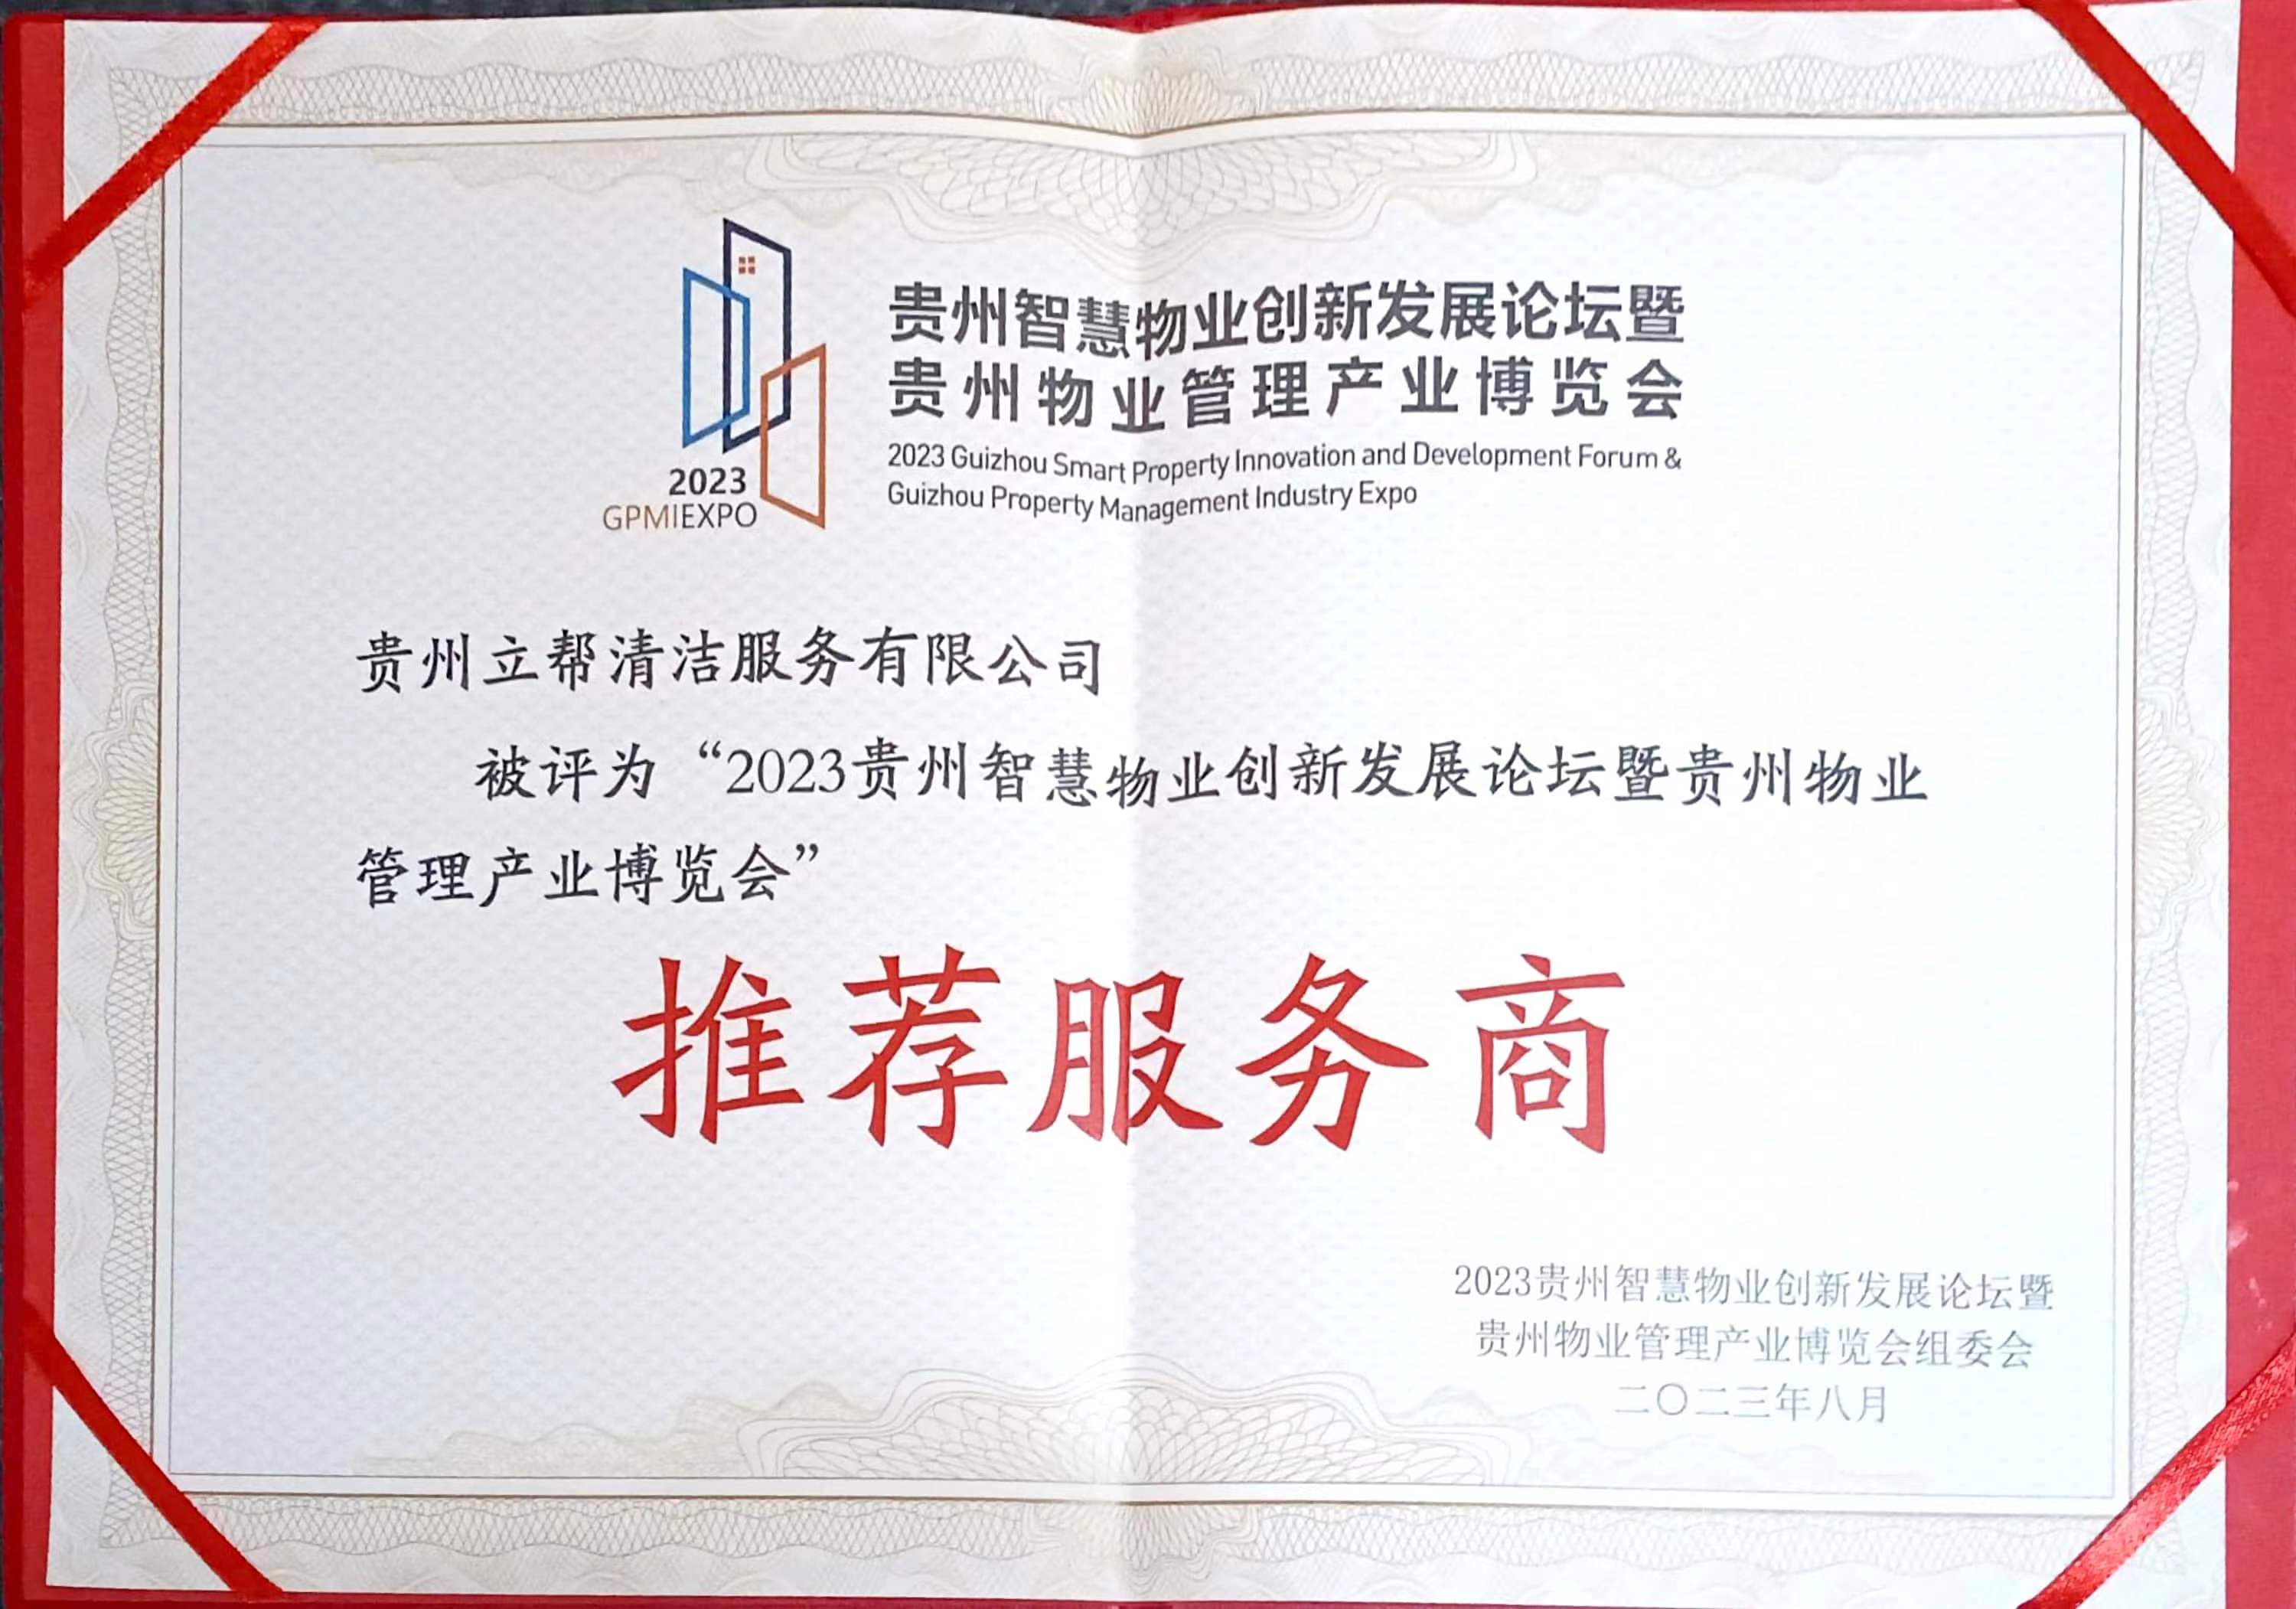 贵州智慧物业创新发展论坛暨
贵州物业管理产业博览会
2023 Guizhou Smart Property Innovation and Development Forum &
Guizhou Property Management Industry Expo
2023
GPMIEXPO
贵州立帮清洁服务有限公司
被评为“2023贵州智慧物业创新发展论坛暨贵州物业
管理产业博览会”
推荐服务商
2023贵州智慧物业创新发展论坛暨
贵州物业管理产业博览会组委会
二〇二三年八月